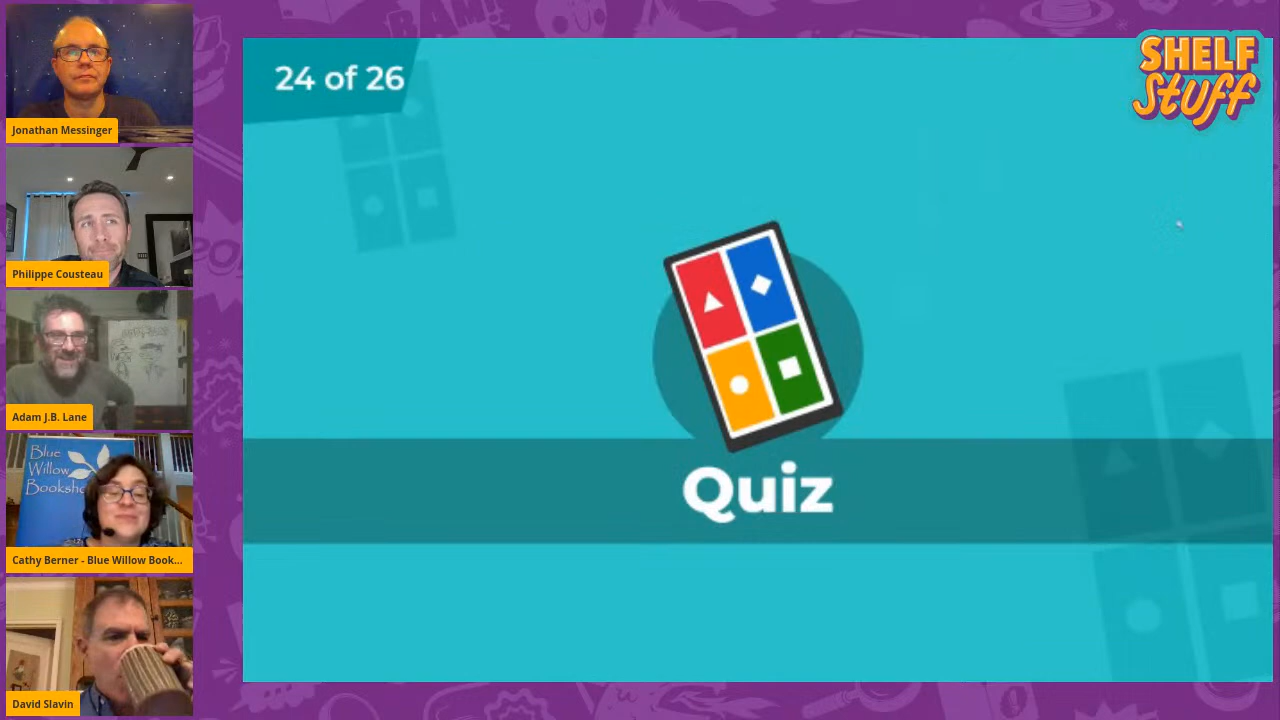 Jonathan Messinger
Philippe Cousteau
Adam J.B. Lane
Blue
Willow
Bookshe
Cathy Berner - Blue Willow Book...
David Slavin
24 of 26
Quiz
SHELF
Stuff